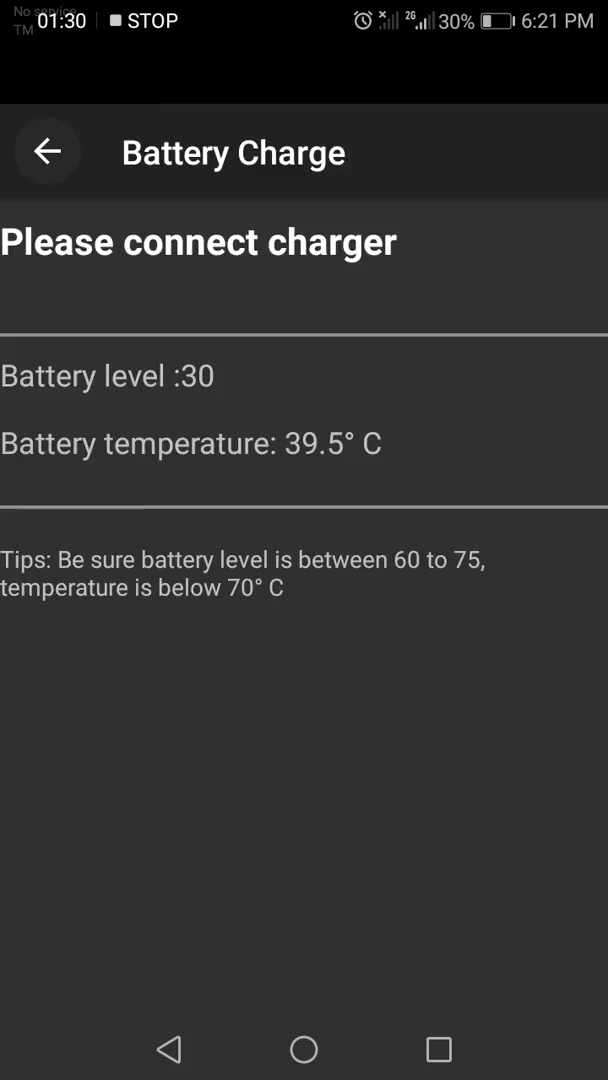 No service
TM
01:30 STOP 2G 30% 6:21 PM
Battery Charge
Please connect charger
Battery level :30
Battery temperature: 39.5° C
Tips: Be sure battery level is between 60 to 75,
temperature is below 70° C